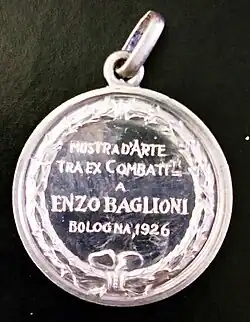 MOSTRA D'ARTE
TRA EX COMBATT...
A
ENZO BAGLIONI
BOLOGNA, 1926